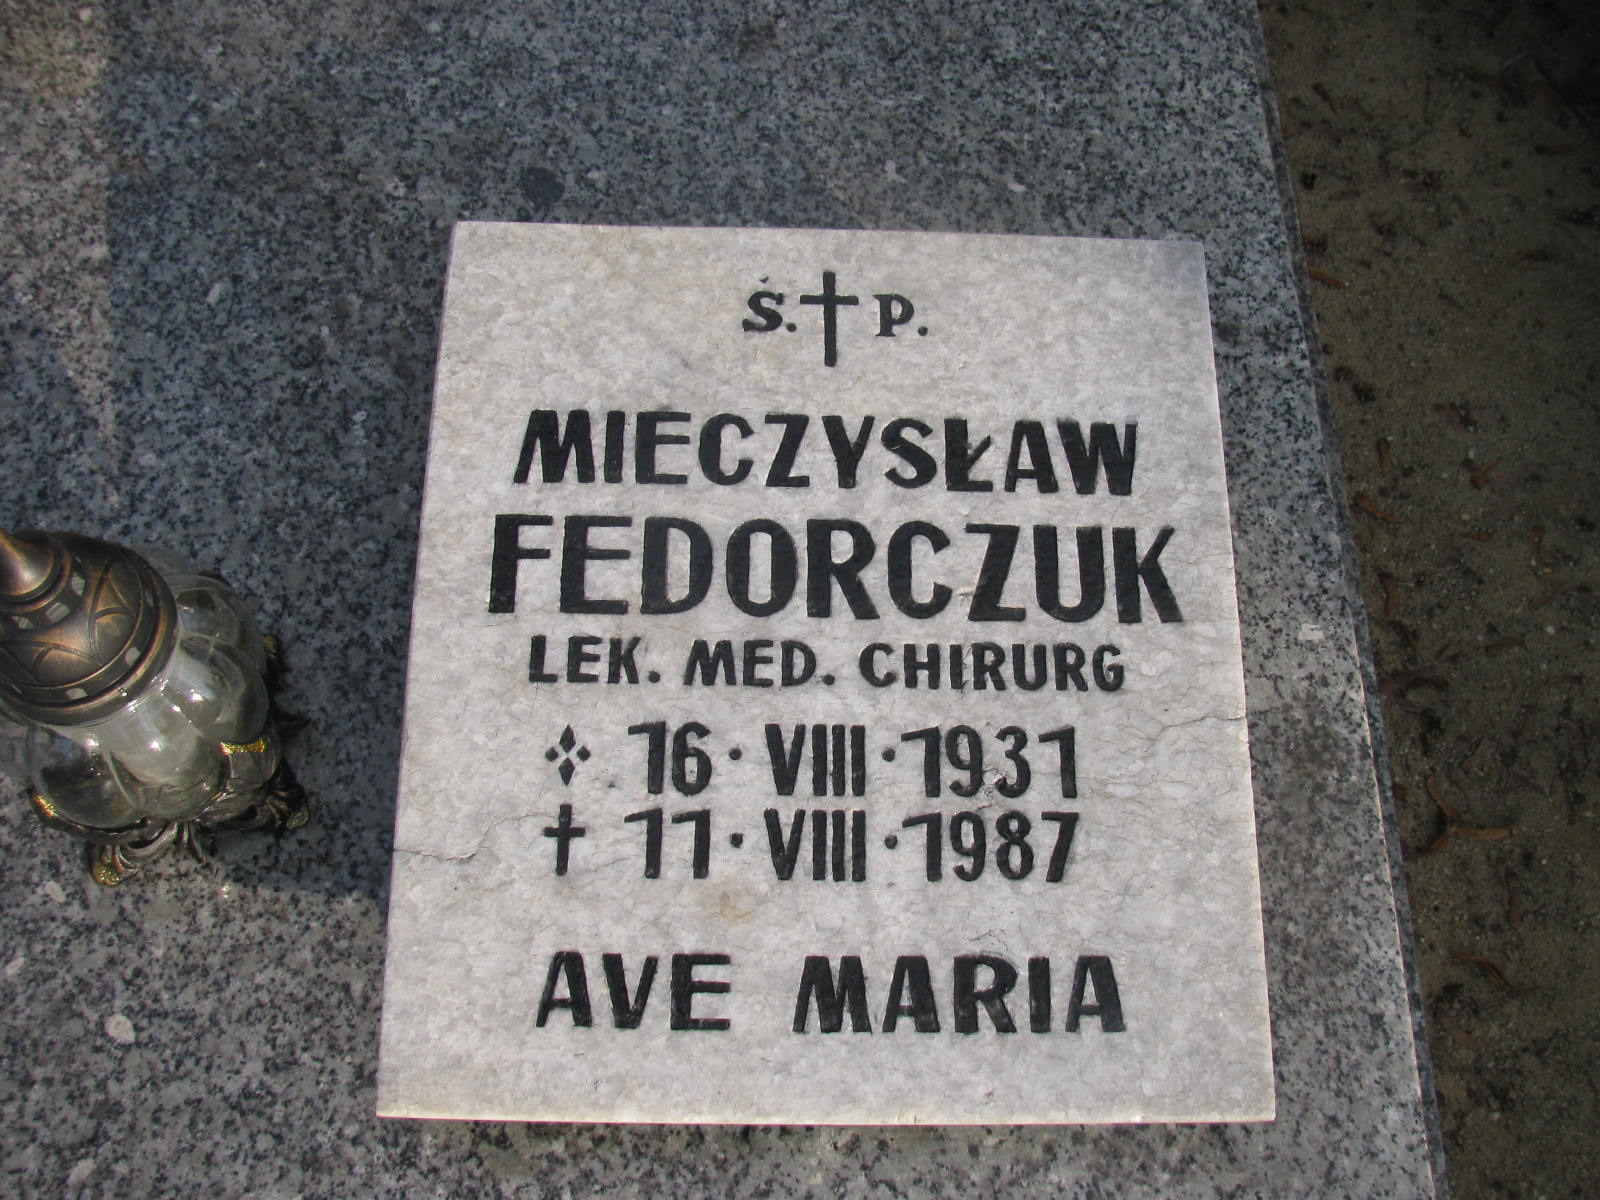 Ś. † P.
MIECZYSŁAW
FEDORCZUK
LEK. MED. CHIRURG
16·VIII·1931
† 11·VIII·1987
AVE MARIA